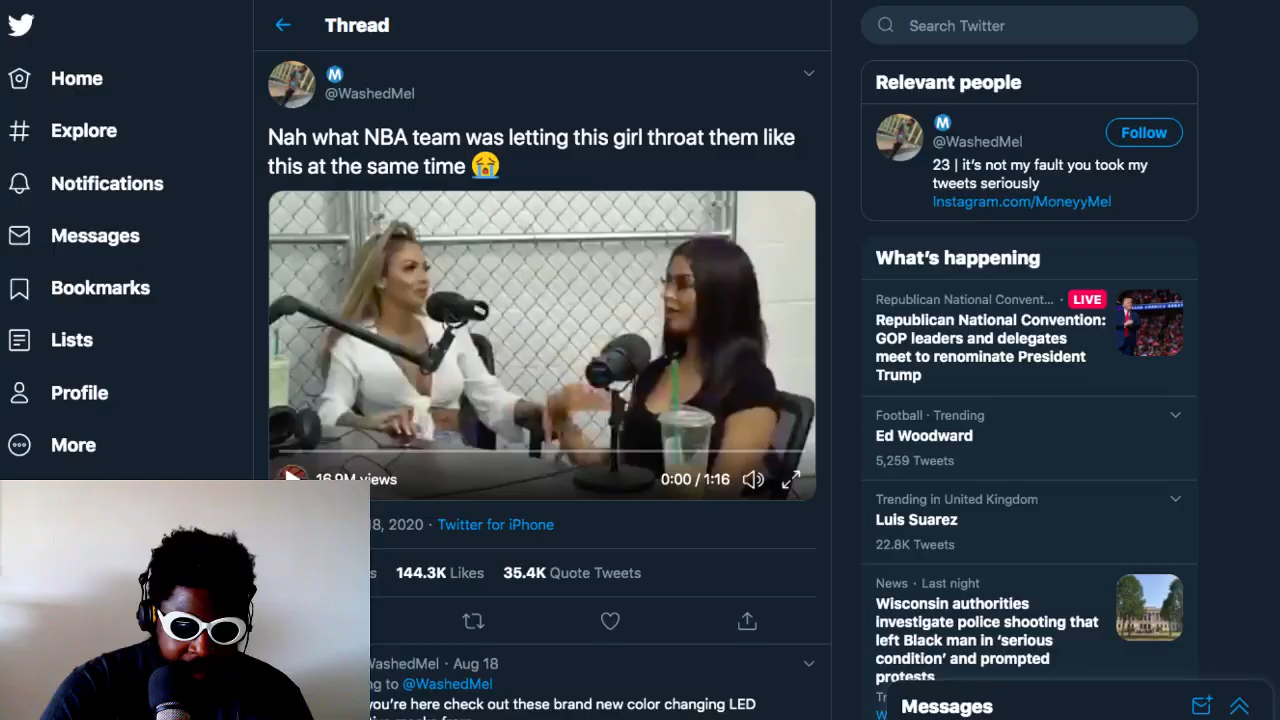 Home
Explore
Notifications
Messages
Bookmarks
Lists
Profile
More
Thread
M
@WashedMel
Nah what NBA team was letting this girl throat them like
this at the same time 😭
16.9M views
0:00 / 1:16
8, 2020 · Twitter for iPhone
s 144.3K Likes 35.4K Quote Tweets
WashedMel · Aug 18
ng to @WashedMel
you're here check out these brand new color changing LED
Search Twitter
Relevant people
M
@WashedMel
Follow
23 | it's not my fault you took my
tweets seriously
Instagram.com/MoneyyMel
What's happening
Republican National Convent... · LIVE
Republican National Convention:
GOP leaders and delegates
meet to renominate President
Trump
Football · Trending
Ed Woodward
5,259 Tweets
Trending in United Kingdom
Luis Suarez
22.8K Tweets
News · Last night
Wisconsin authorities
investigate police shooting that
left Black man in 'serious
condition' and prompted
protests
Messages